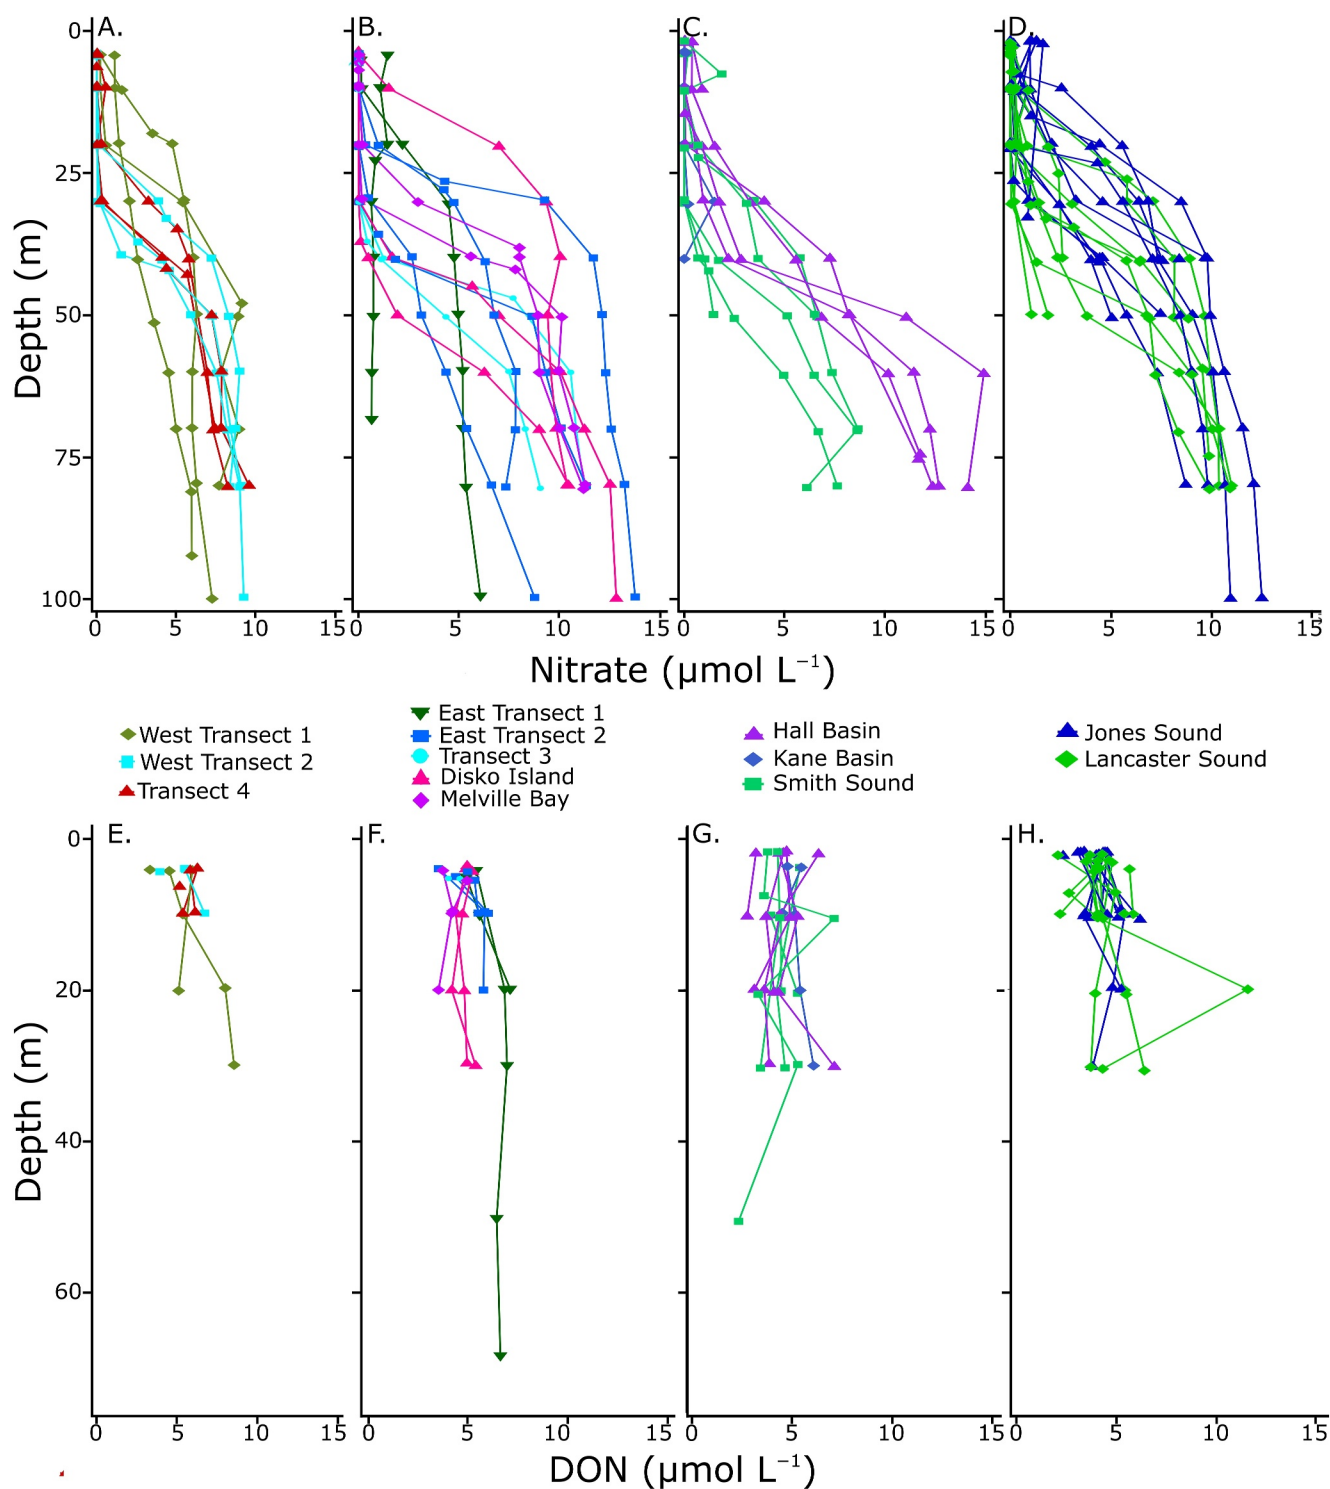 A. B. C. D.
0
25
50
75
100
Depth (m)
0 5 10 15 0 5 10 15 0 5 10 15 0 5 10 15
Nitrate (µmol L⁻¹)
West Transect 1
West Transect 2
Transect 4
East Transect 1
East Transect 2
Transect 3
Disko Island
Melville Bay
Hall Basin
Kane Basin
Smith Sound
Jones Sound
Lancaster Sound
E. F. G. H.
0
20
40
60
Depth (m)
0 5 10 15 0 5 10 15 0 5 10 15 0 5 10 15
DON (µmol L⁻¹)